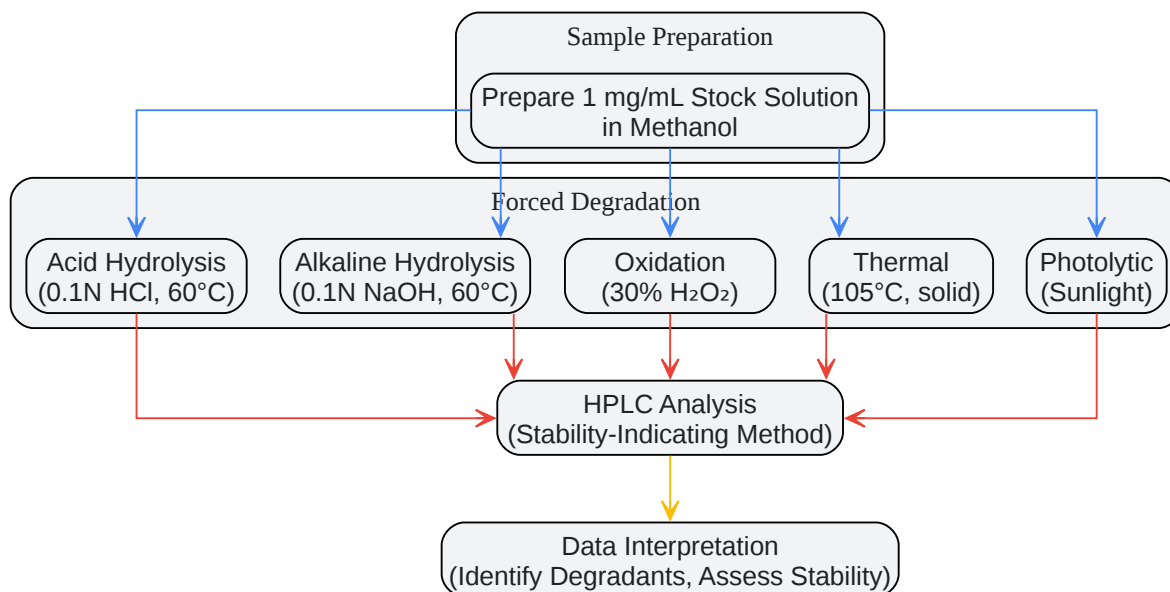 Sample Preparation
Prepare 1 mg/mL Stock Solution
in Methanol
Forced Degradation
Acid Hydrolysis
(0.1N HCl, 60°C)
Alkaline Hydrolysis
(0.1N NaOH, 60°C)
Oxidation
(30% H₂O₂)
Thermal
(105°C, solid)
Photolytic
(Sunlight)
HPLC Analysis
(Stability-Indicating Method)
Data Interpretation
(Identify Degradants, Assess Stability)